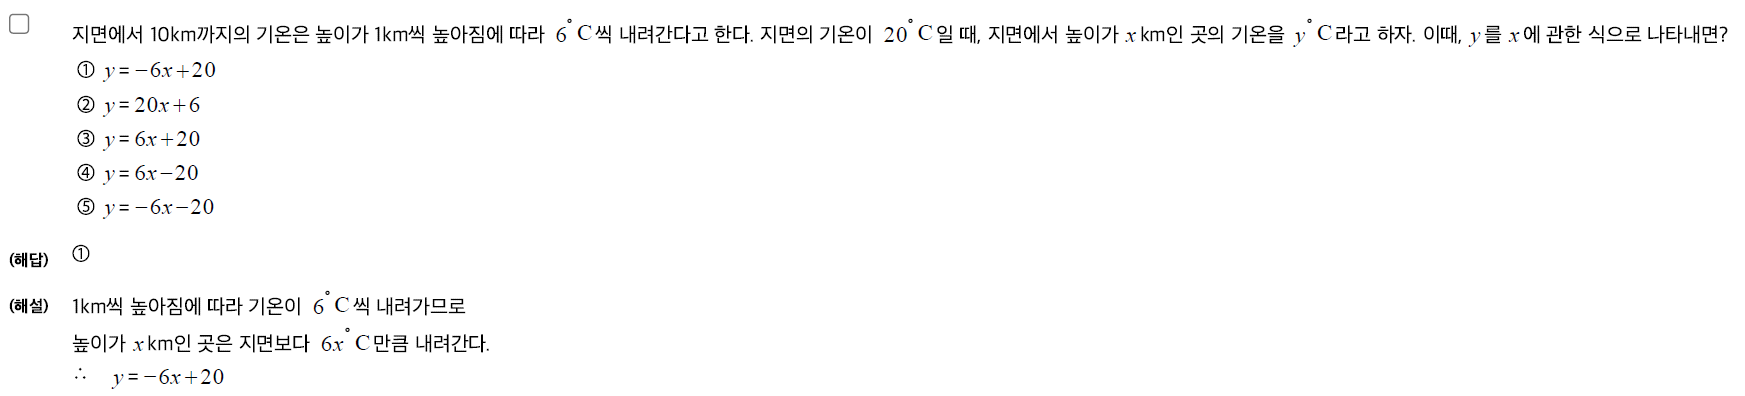 지면에서 10km까지의 기온은 높이가 1km씩 높아짐에 따라 6°C씩 내려간다고 한다. 지면의 기온이 20°C일 때, 지면에서 높이가 x km인 곳의 기온을 y°C라고 하자. 이때, y를 x에 관한 식으로 나타내면?
① y = −6x+20
② y = 20x+6
③ y = 6x+20
④ y = 6x−20
⑤ y = −6x−20
(해답) ①
(해설) 1km씩 높아짐에 따라 기온이 6°C씩 내려가므로
높이가 x km인 곳은 지면보다 6x°C만큼 내려간다.
∴ y = −6x+20